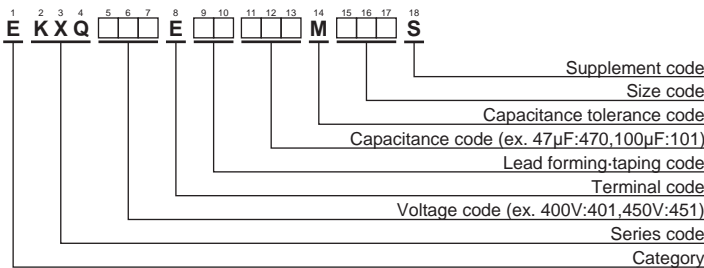 1 2 3 4 5 6 7 8 9 10 11 12 13 14 15 16 17 18
E K X Q E M S
Supplement code
Size code
Capacitance tolerance code
Capacitance code (ex. 47μF:470,100μF:101)
Lead forming·taping code
Terminal code
Voltage code (ex. 400V:401,450V:451)
Series code
Category